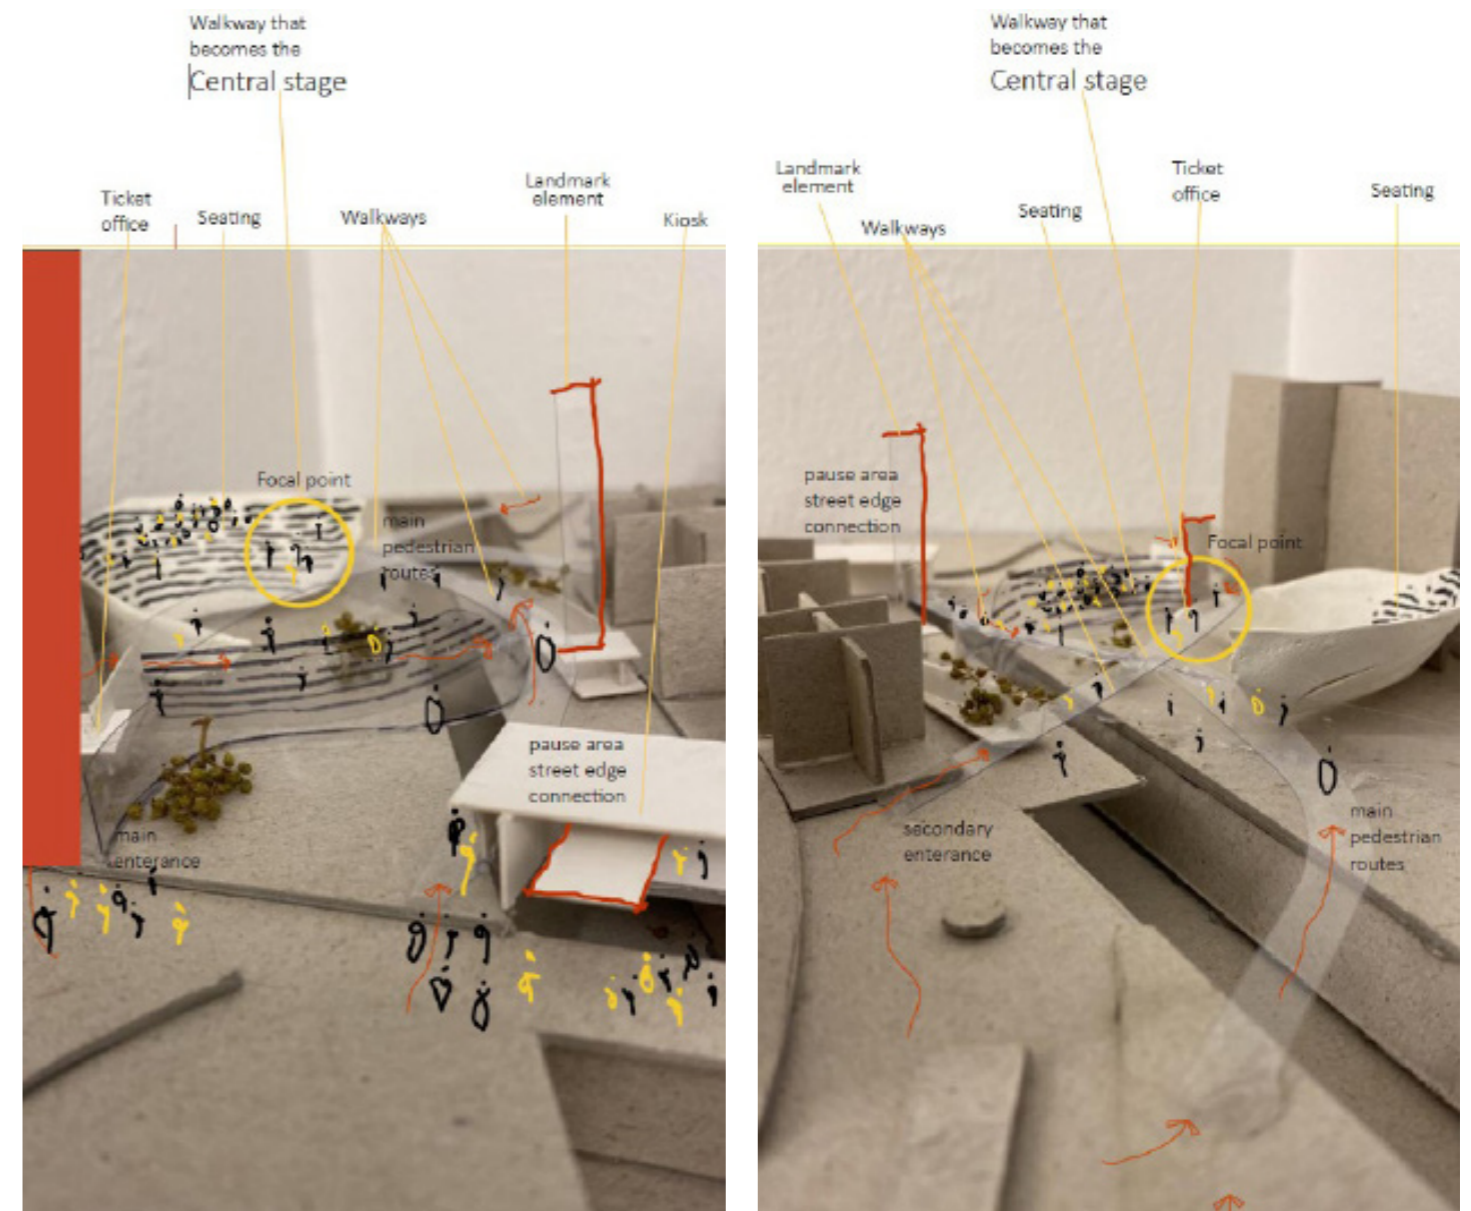 Walkway that
becomes the
Central stage
Ticket
office
Seating
Walkways
Landmark
element
Kiosk
Focal point
main
pedestrian
routes
pause area
street edge
connection
main
enterance
Walkway that
becomes the
Central stage
Landmark
element
Walkways
Seating
Ticket
office
Seating
pause area
street edge
connection
Focal point
secondary
enterance
main
pedestrian
routes